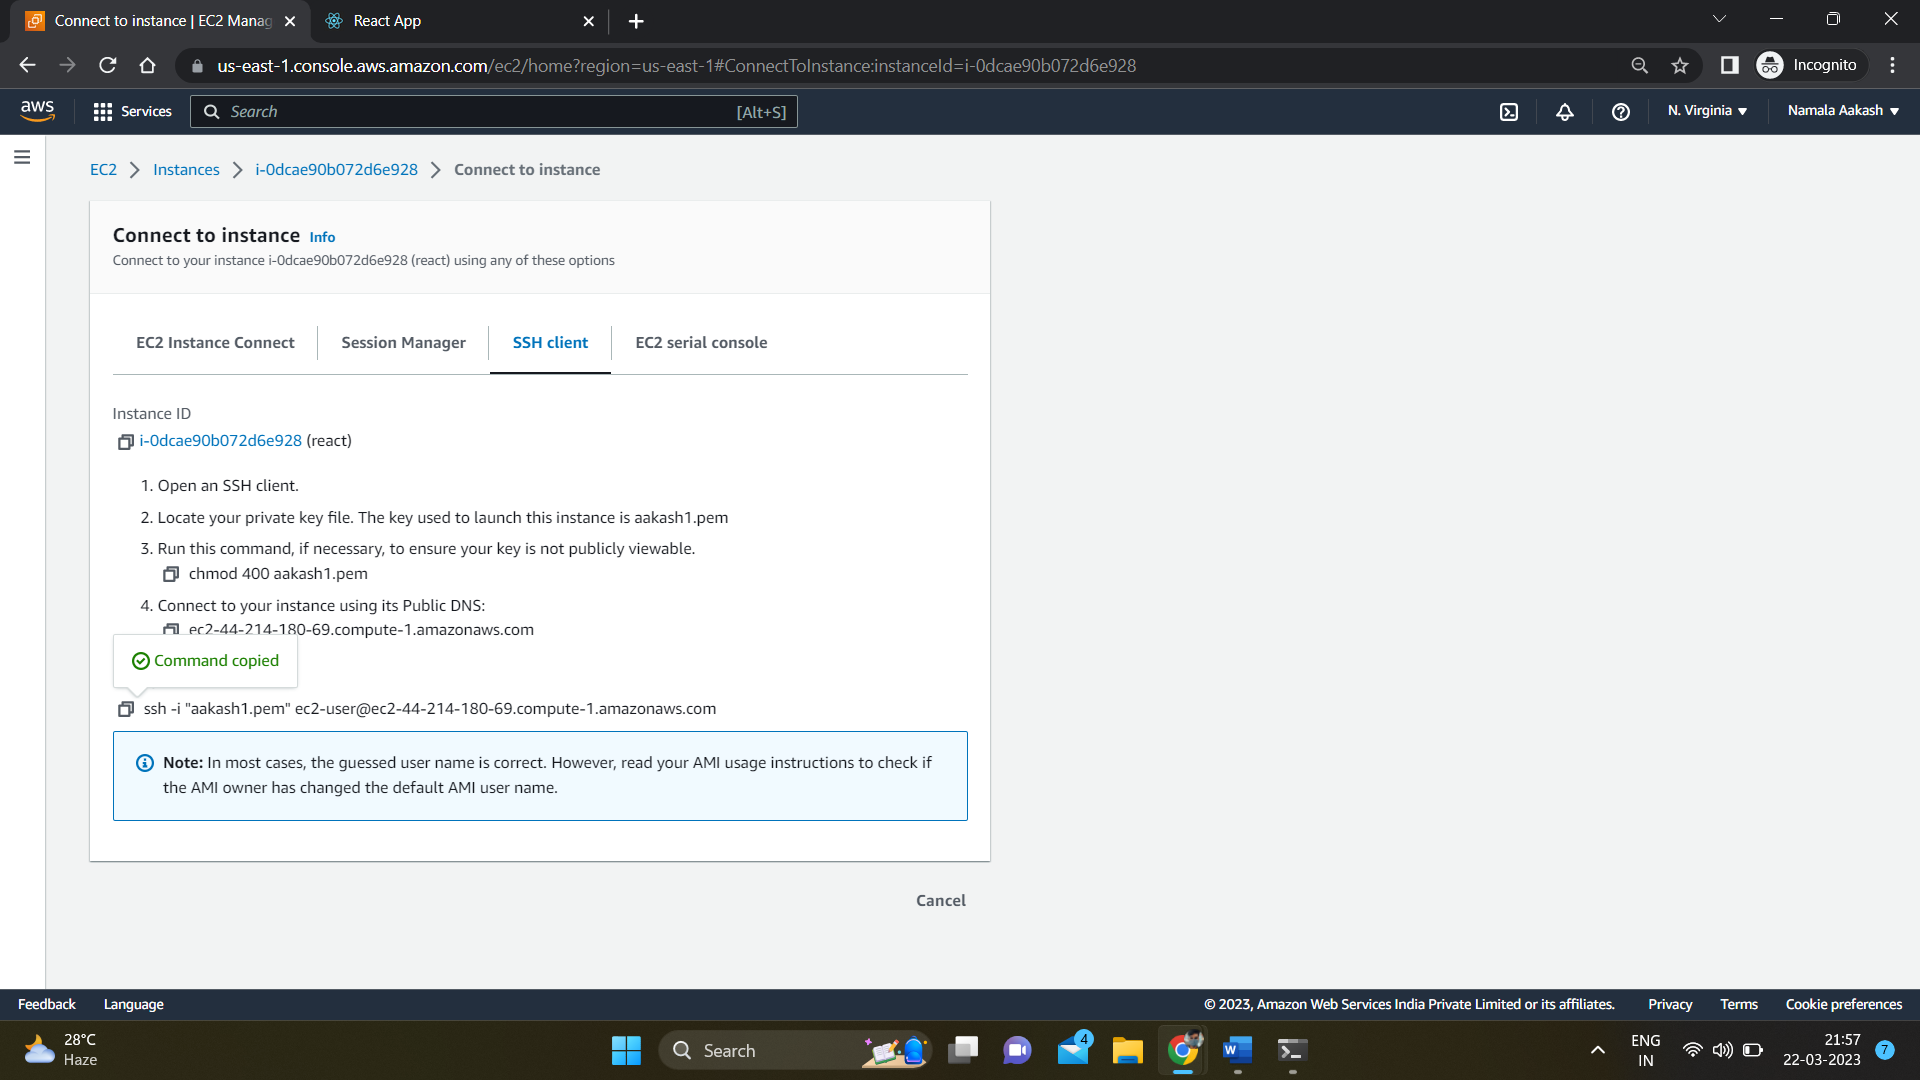 Connect to instance | EC2 Manag
React App
us-east-1.console.aws.amazon.com/ec2/home?region=us-east-1#ConnectToInstance:instanceId=i-0dcae90b072d6e928
Incognito
aws
Services
Search
[Alt+S]
N. Virginia
Namala Aakash
EC2
Instances
i-0dcae90b072d6e928
Connect to instance
Connect to instance Info
Connect to your instance i-0dcae90b072d6e928 (react) using any of these options
EC2 Instance Connect
Session Manager
SSH client
EC2 serial console
Instance ID
i-0dcae90b072d6e928 (react)
1. Open an SSH client.
2. Locate your private key file. The key used to launch this instance is aakash1.pem
3. Run this command, if necessary, to ensure your key is not publicly viewable.
chmod 400 aakash1.pem
4. Connect to your instance using its Public DNS:
ec2-44-214-180-69.compute-1.amazonaws.com
Command copied
ssh -i "aakash1.pem" ec2-user@ec2-44-214-180-69.compute-1.amazonaws.com
Note: In most cases, the guessed user name is correct. However, read your AMI usage instructions to check if
the AMI owner has changed the default AMI user name.
Cancel
Feedback
Language
© 2023, Amazon Web Services India Private Limited or its affiliates.
Privacy
Terms
Cookie preferences
28°C
Haze
Search
4
W
ENG
IN
21:57
22-03-2023
7